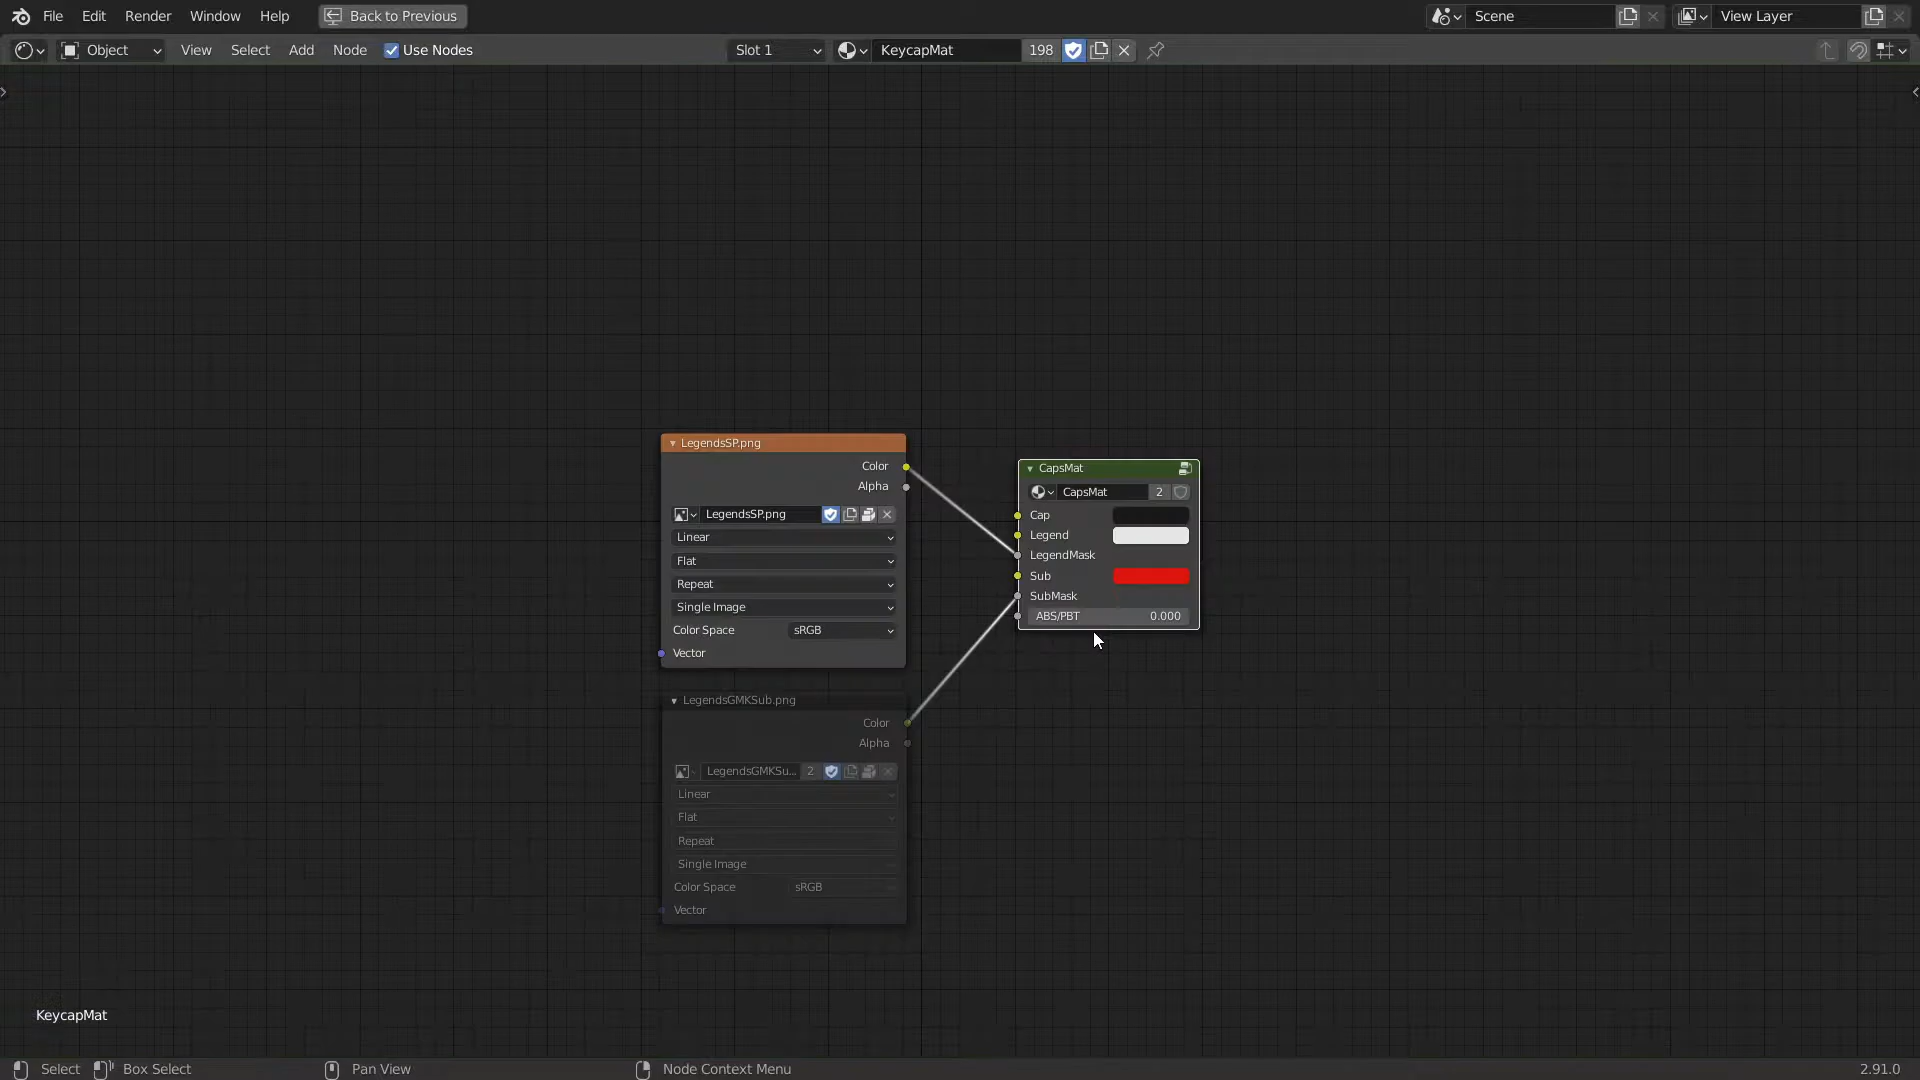 File Edit Render Window Help Back to Previous Scene View Layer
Object View Select Add Node Use Nodes Slot 1 KeycapMat 198
LegendsSP.png
Color
Alpha
LegendsSP.png
Linear
Flat
Repeat
Single Image
Color Space sRGB
Vector
CapsMat
CapsMat 2
Cap
Legend
LegendMask
Sub
SubMask
ABS/PBT 0.000
LegendsGMKSub.png
Color
Alpha
LegendsGMKSu... 2
Linear
Flat
Repeat
Single Image
Color Space sRGB
Vector
KeycapMat
Select Box Select Pan View Node Context Menu 2.91.0